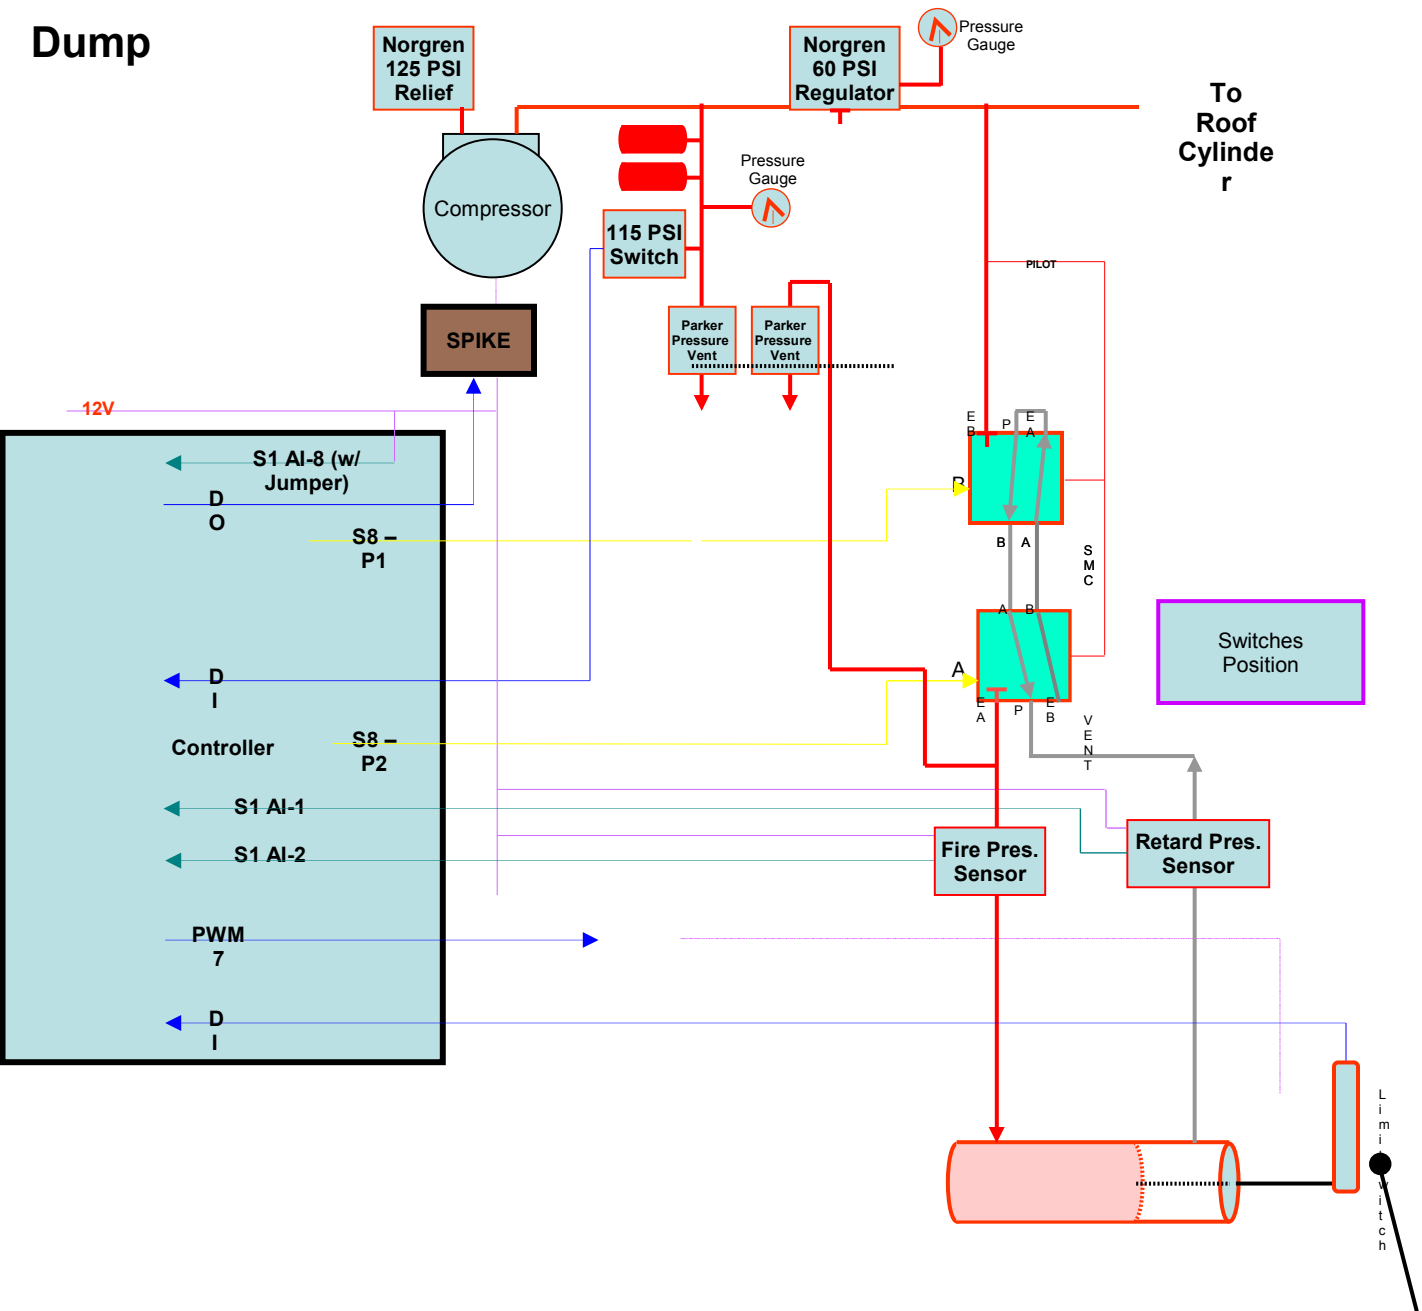 Dump
Norgren
125 PSI
Relief
Norgren
60 PSI
Regulator
Pressure
Gauge
To
Roof
Cylinde
r
Compressor
Pressure
Gauge
115 PSI
Switch
PILOT
SPIKE
Parker
Pressure
Vent
Parker
Pressure
Vent
12V
E
B
P
E
A
S1 AI-8 (w/
Jumper)
D
O
B
S8 –
P1
B
A
S
M
C
A
B
Switches
Position
D
I
A
E
A
P
E
B
V
E
N
T
Controller
S8 –
P2
S1 AI-1
S1 AI-2
Fire Pres.
Sensor
Retard Pres.
Sensor
PWM
7
D
I
L
i
m
i
t
w
i
t
c
h